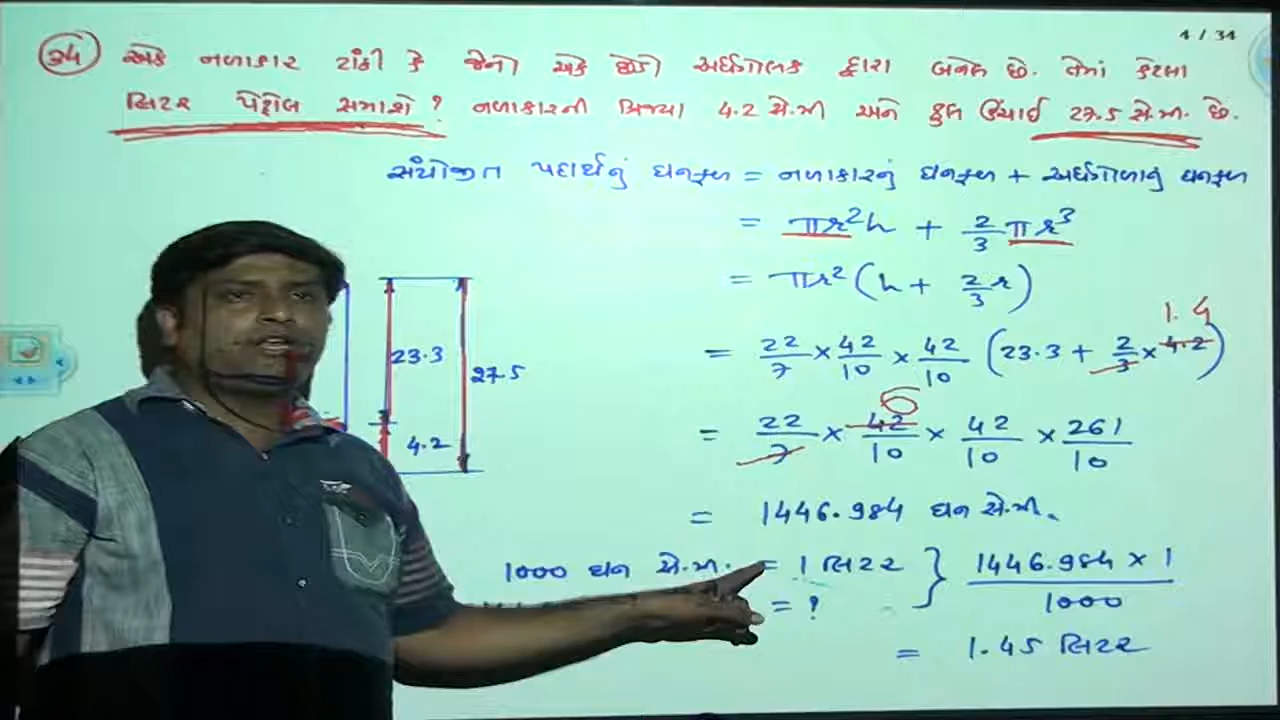 4 / 34
34 એક નળાકાર ટાંકી કે જેનો એક છેડો અર્ધગોલક દ્વારા બનેલ છે. તેમાં કેટલા
લિટર પેટ્રોલ સમાશે? નળાકારની ત્રિજ્યા 4.2 સે.મી અને કુલ ઊંચાઈ 27.5 સે.મી. છે.
સંયોજીત પદાર્થનું ઘનફળ = નળાકારનું ઘનફળ + અર્ધગોળાનું ઘનફળ
= πr²h + 2/3 πr³
= πr² (h + 2/3 r)
1.4
= 22/7 × 42/10 × 42/10 (23.3 + 2/3 × 4.2)
6
= 22/7 × 42/10 × 42/10 × 261/10
= 1446.984 ઘન સે.મી.
1000 ઘન સે.મી. = 1 લિટર } 1446.984 × 1 / 1000
= ?
= 1.45 લિટર
23.3
27.5
4.2